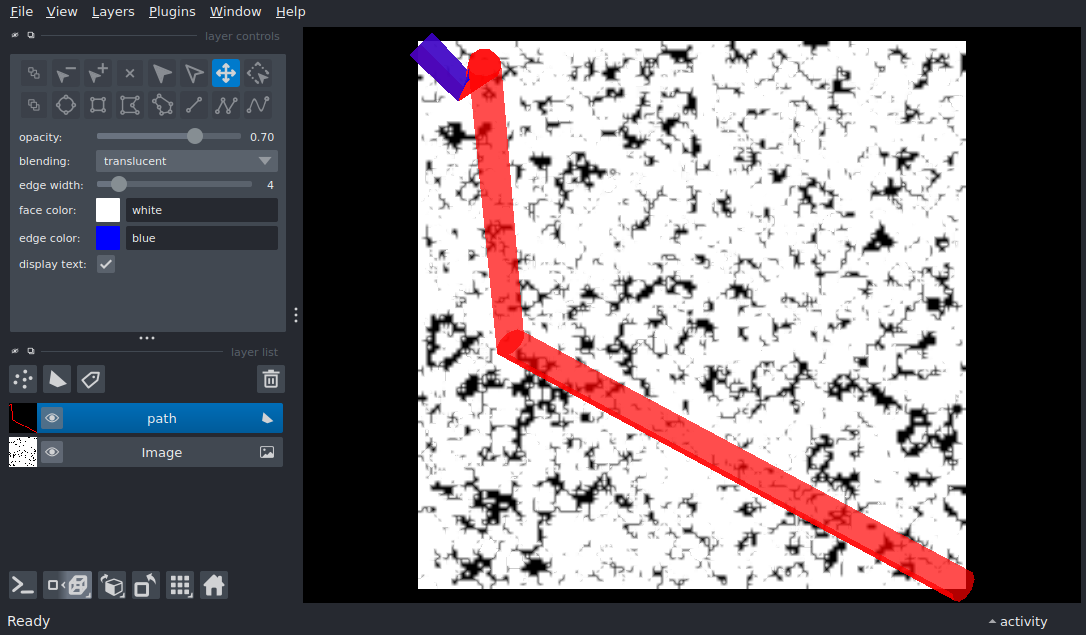 File View Layers Plugins Window Help
layer controls
opacity: 0.70
blending: translucent
edge width: 4
face color: white
edge color: blue
display text:
layer list
path
Image
Ready
activity